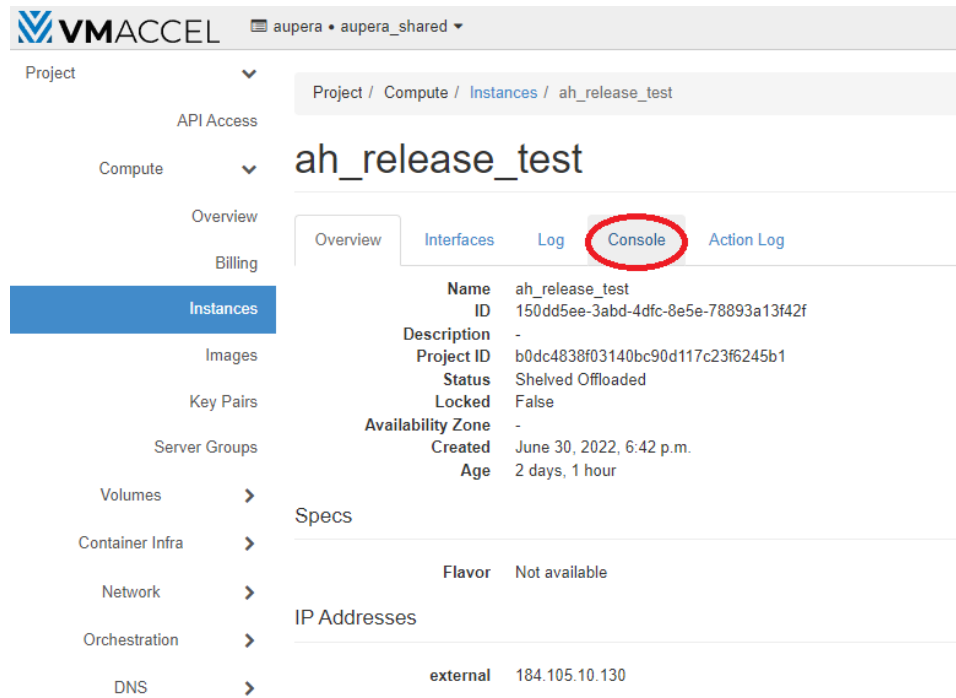 VMACCEL
aupera • aupera_shared
Project
API Access
Compute
Overview
Billing
Instances
Images
Key Pairs
Server Groups
Volumes
Container Infra
Network
Orchestration
DNS
Project / Compute / Instances / ah_release_test
ah_release_test
Overview Interfaces Log Console Action Log
Name ah_release_test
ID 150dd5ee-3abd-4dfc-8e5e-78893a13f42f
Description -
Project ID b0dc4838f03140bc90d117c23f6245b1
Status Shelved Offloaded
Locked False
Availability Zone -
Created June 30, 2022, 6:42 p.m.
Age 2 days, 1 hour
Specs
Flavor Not available
IP Addresses
external 184.105.10.130